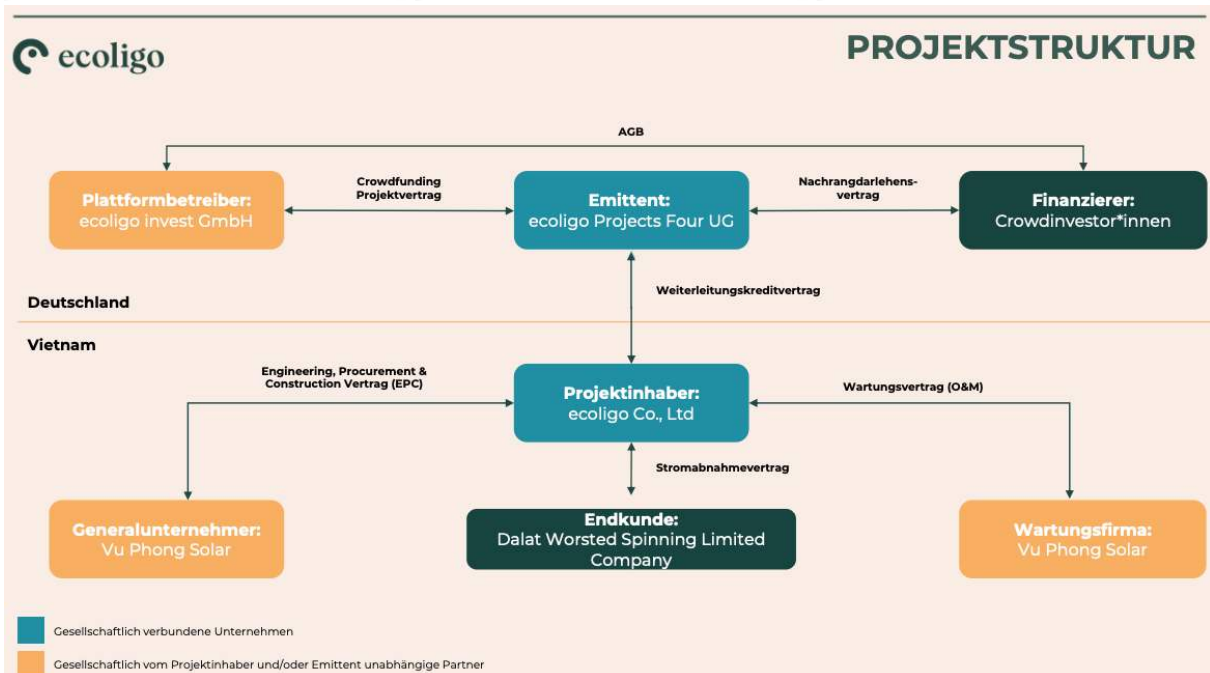 ecoligo
PROJEKTSTRUKTUR
AGB
Plattformbetreiber:
ecoligo invest GmbH
Crowdfunding
Projektvertrag
Emittent:
ecoligo Projects Four UG
Nachrangdarlehens-
vertrag
Finanzierer:
Crowdinvestor*innen
Weiterleitungskreditvertrag
Deutschland
Vietnam
Engineering, Procurement &
Construction Vertrag (EPC)
Projektinhaber:
ecoligo Co., Ltd
Wartungsvertrag (O&M)
Stromabnahmevertrag
Generalunternehmer:
Vu Phong Solar
Endkunde:
Dalat Worsted Spinning Limited
Company
Wartungsfirma:
Vu Phong Solar
Gesellschaftlich verbundene Unternehmen
Gesellschaftlich vom Projektinhaber und/oder Emittent unabhängige Partner